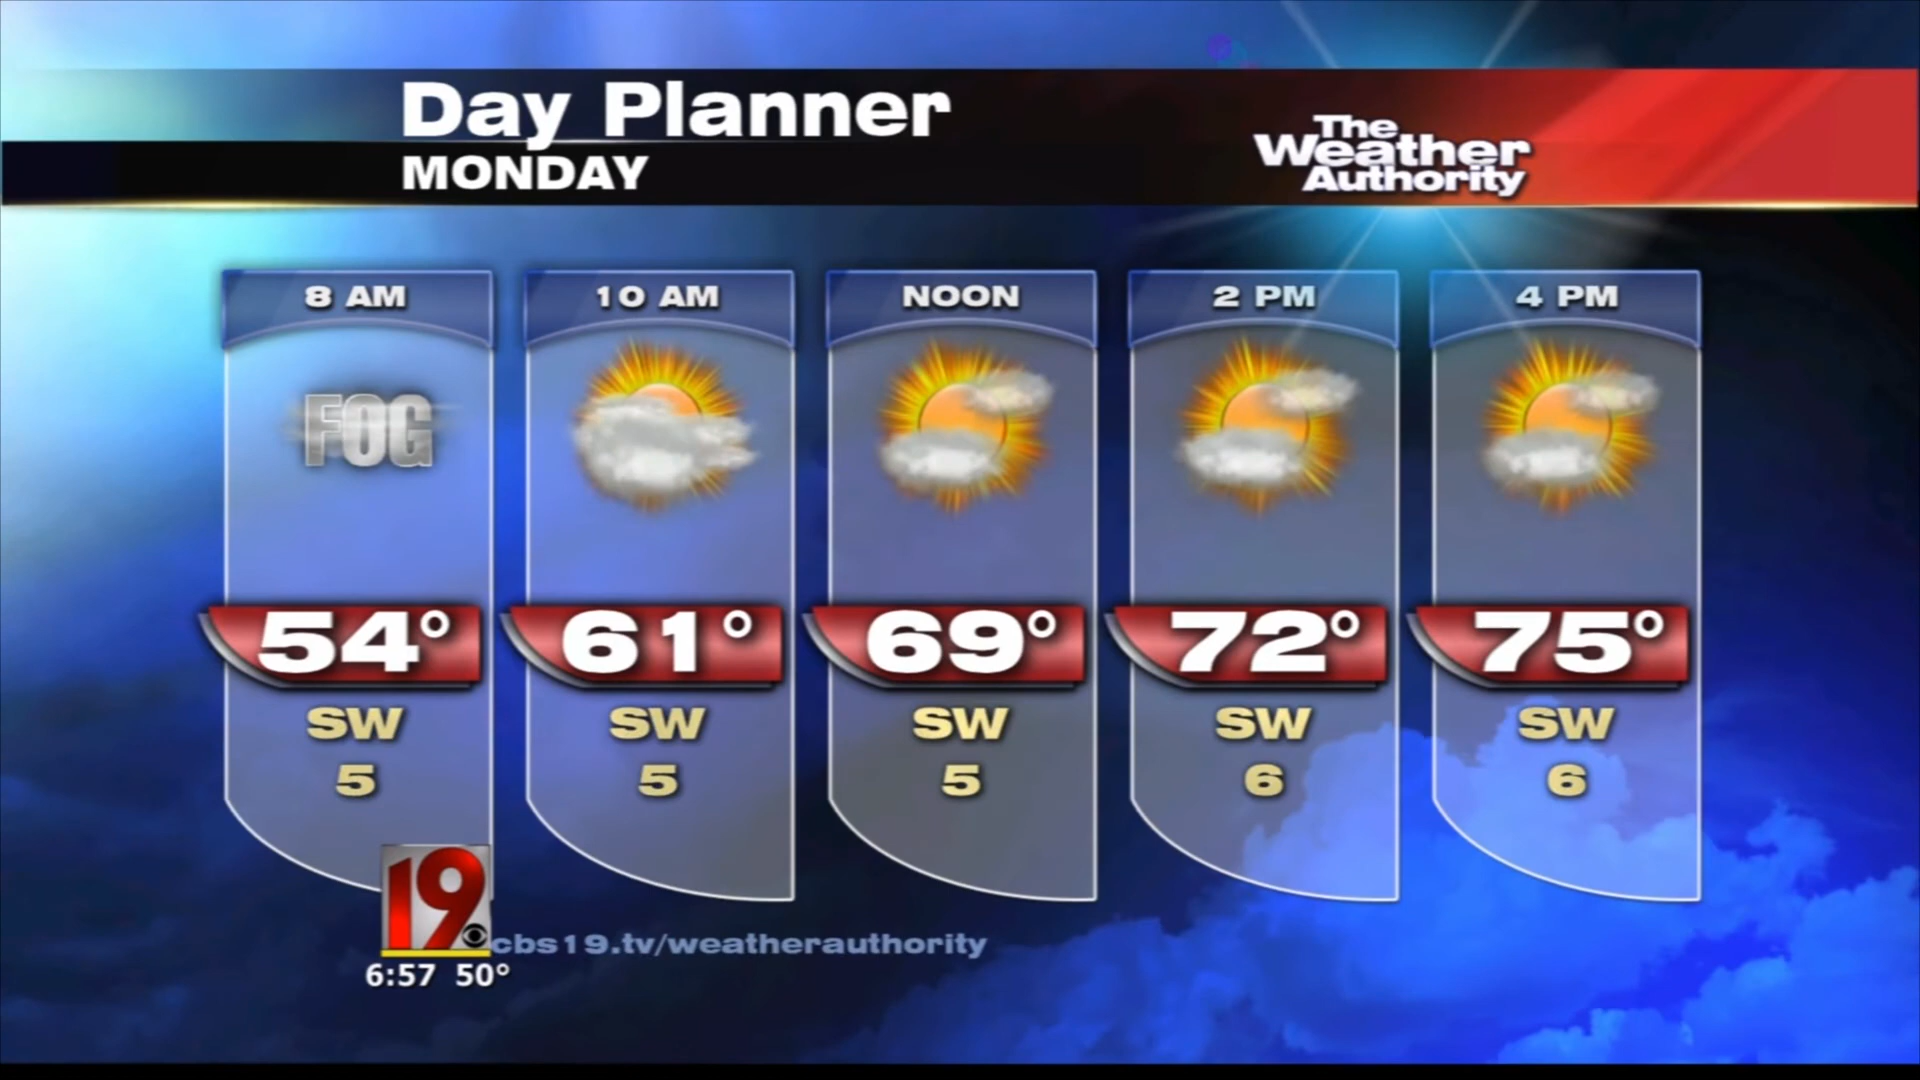 Day Planner
MONDAY
The
Weather
Authority
8 AM
10 AM
NOON
2 PM
4 PM
FOG
54°
61°
69°
72°
75°
SW
SW
SW
SW
SW
5
5
5
6
6
19
cbs19.tv/weatherauthority
6:57 50°